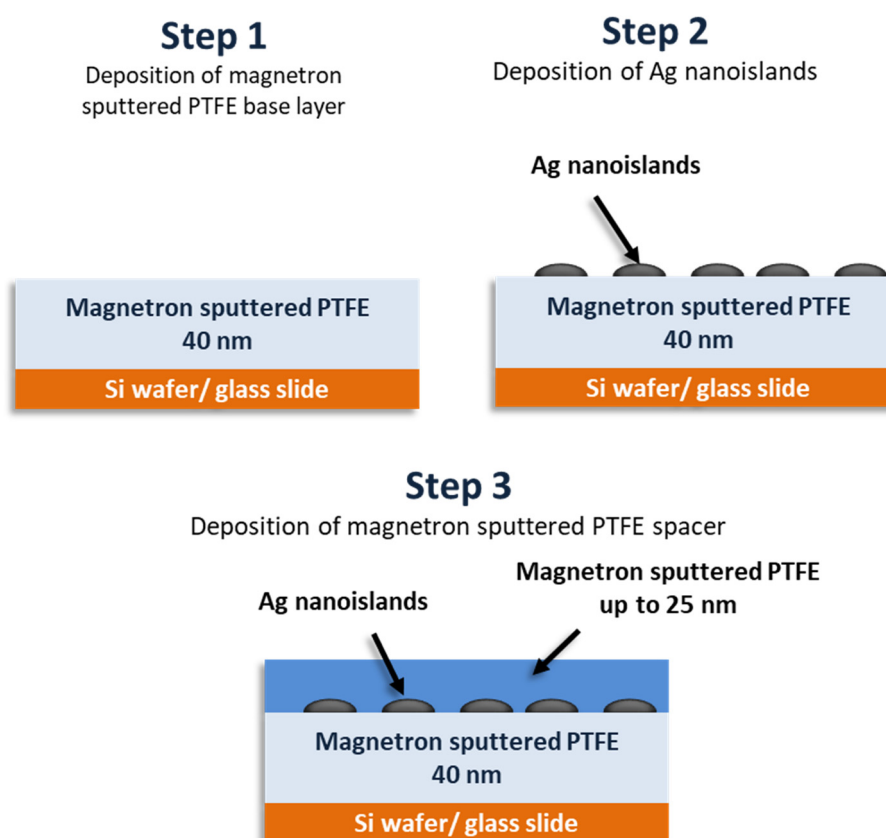 Step 1
Deposition of magnetron
sputtered PTFE base layer
Magnetron sputtered PTFE
40 nm
Si wafer/ glass slide
Step 2
Deposition of Ag nanoislands
Ag nanoislands
Magnetron sputtered PTFE
40 nm
Si wafer/ glass slide
Step 3
Deposition of magnetron sputtered PTFE spacer
Ag nanoislands
Magnetron sputtered PTFE
up to 25 nm
Magnetron sputtered PTFE
40 nm
Si wafer/ glass slide